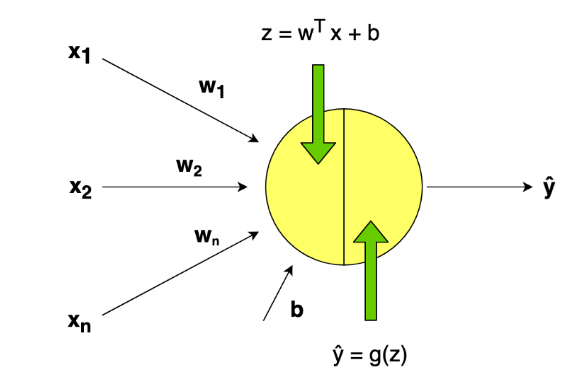 z = wᵀ x + b
x₁
w₁
w₂
x₂
ŷ
wₙ
xₙ
b
ŷ = g(z)